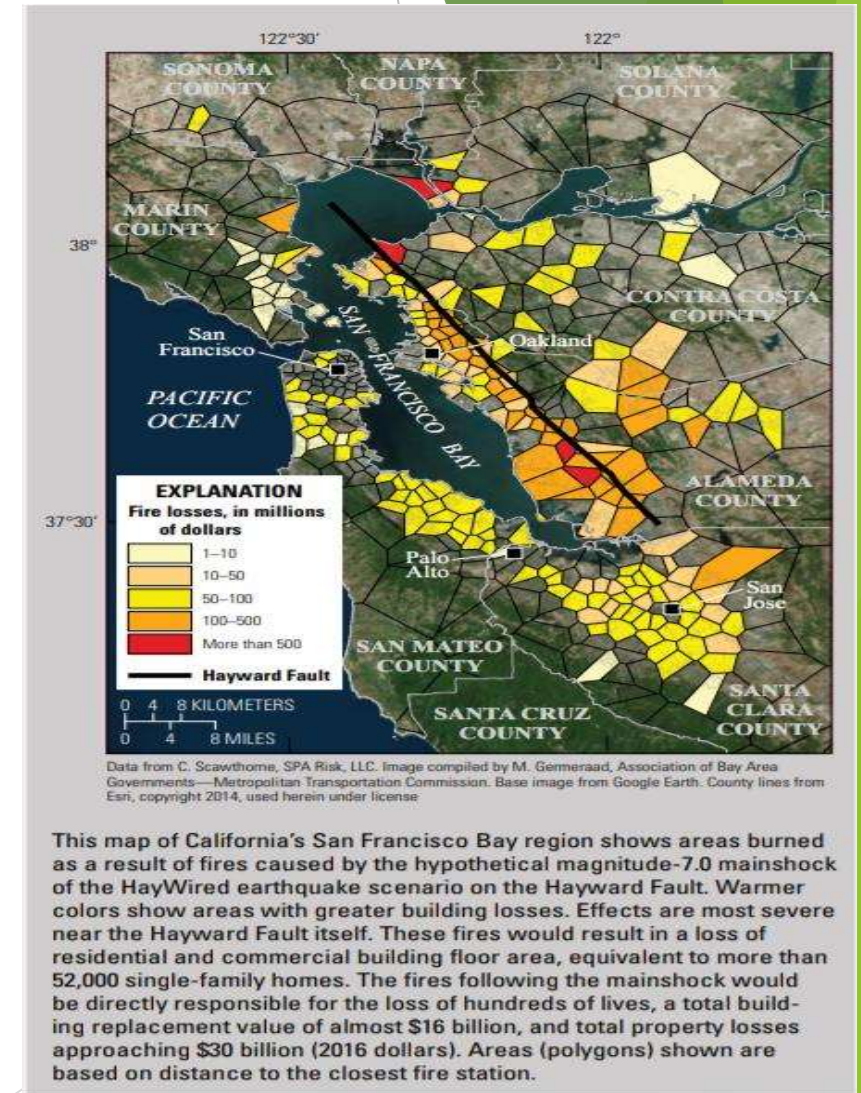 122°30'
122°
SONOMA
COUNTY
NAPA
COUNTY
SOLANA
COUNTY
MARIN
COUNTY
38°
CONTRA COSTA
COUNTY
San
Francisco
Oakland
SAN FRANCISCO BAY
PACIFIC
OCEAN
ALAMEDA
COUNTY
EXPLANATION
Fire losses, in millions
of dollars
1–10
10–50
50–100
100–500
More than 500
Hayward Fault
37°30'
Palo
Alto
San
Jose
SAN MATEO
COUNTY
SANTA
CLARA
COUNTY
SANTA CRUZ
COUNTY
0 4 8 KILOMETERS
0 4 8 MILES
Data from C. Scawthorne, SPA Risk, LLC. Image compiled by M. Germeraad, Association of Bay Area
Governments—Metropolitan Transportation Commission. Base image from Google Earth. County lines from
Esri, copyright 2014, used herein under license
This map of California's San Francisco Bay region shows areas burned
as a result of fires caused by the hypothetical magnitude-7.0 mainshock
of the HayWired earthquake scenario on the Hayward Fault. Warmer
colors show areas with greater building losses. Effects are most severe
near the Hayward Fault itself. These fires would result in a loss of
residential and commercial building floor area, equivalent to more than
52,000 single-family homes. The fires following the mainshock would
be directly responsible for the loss of hundreds of lives, a total build-
ing replacement value of almost $16 billion, and total property losses
approaching $30 billion (2016 dollars). Areas (polygons) shown are
based on distance to the closest fire station.